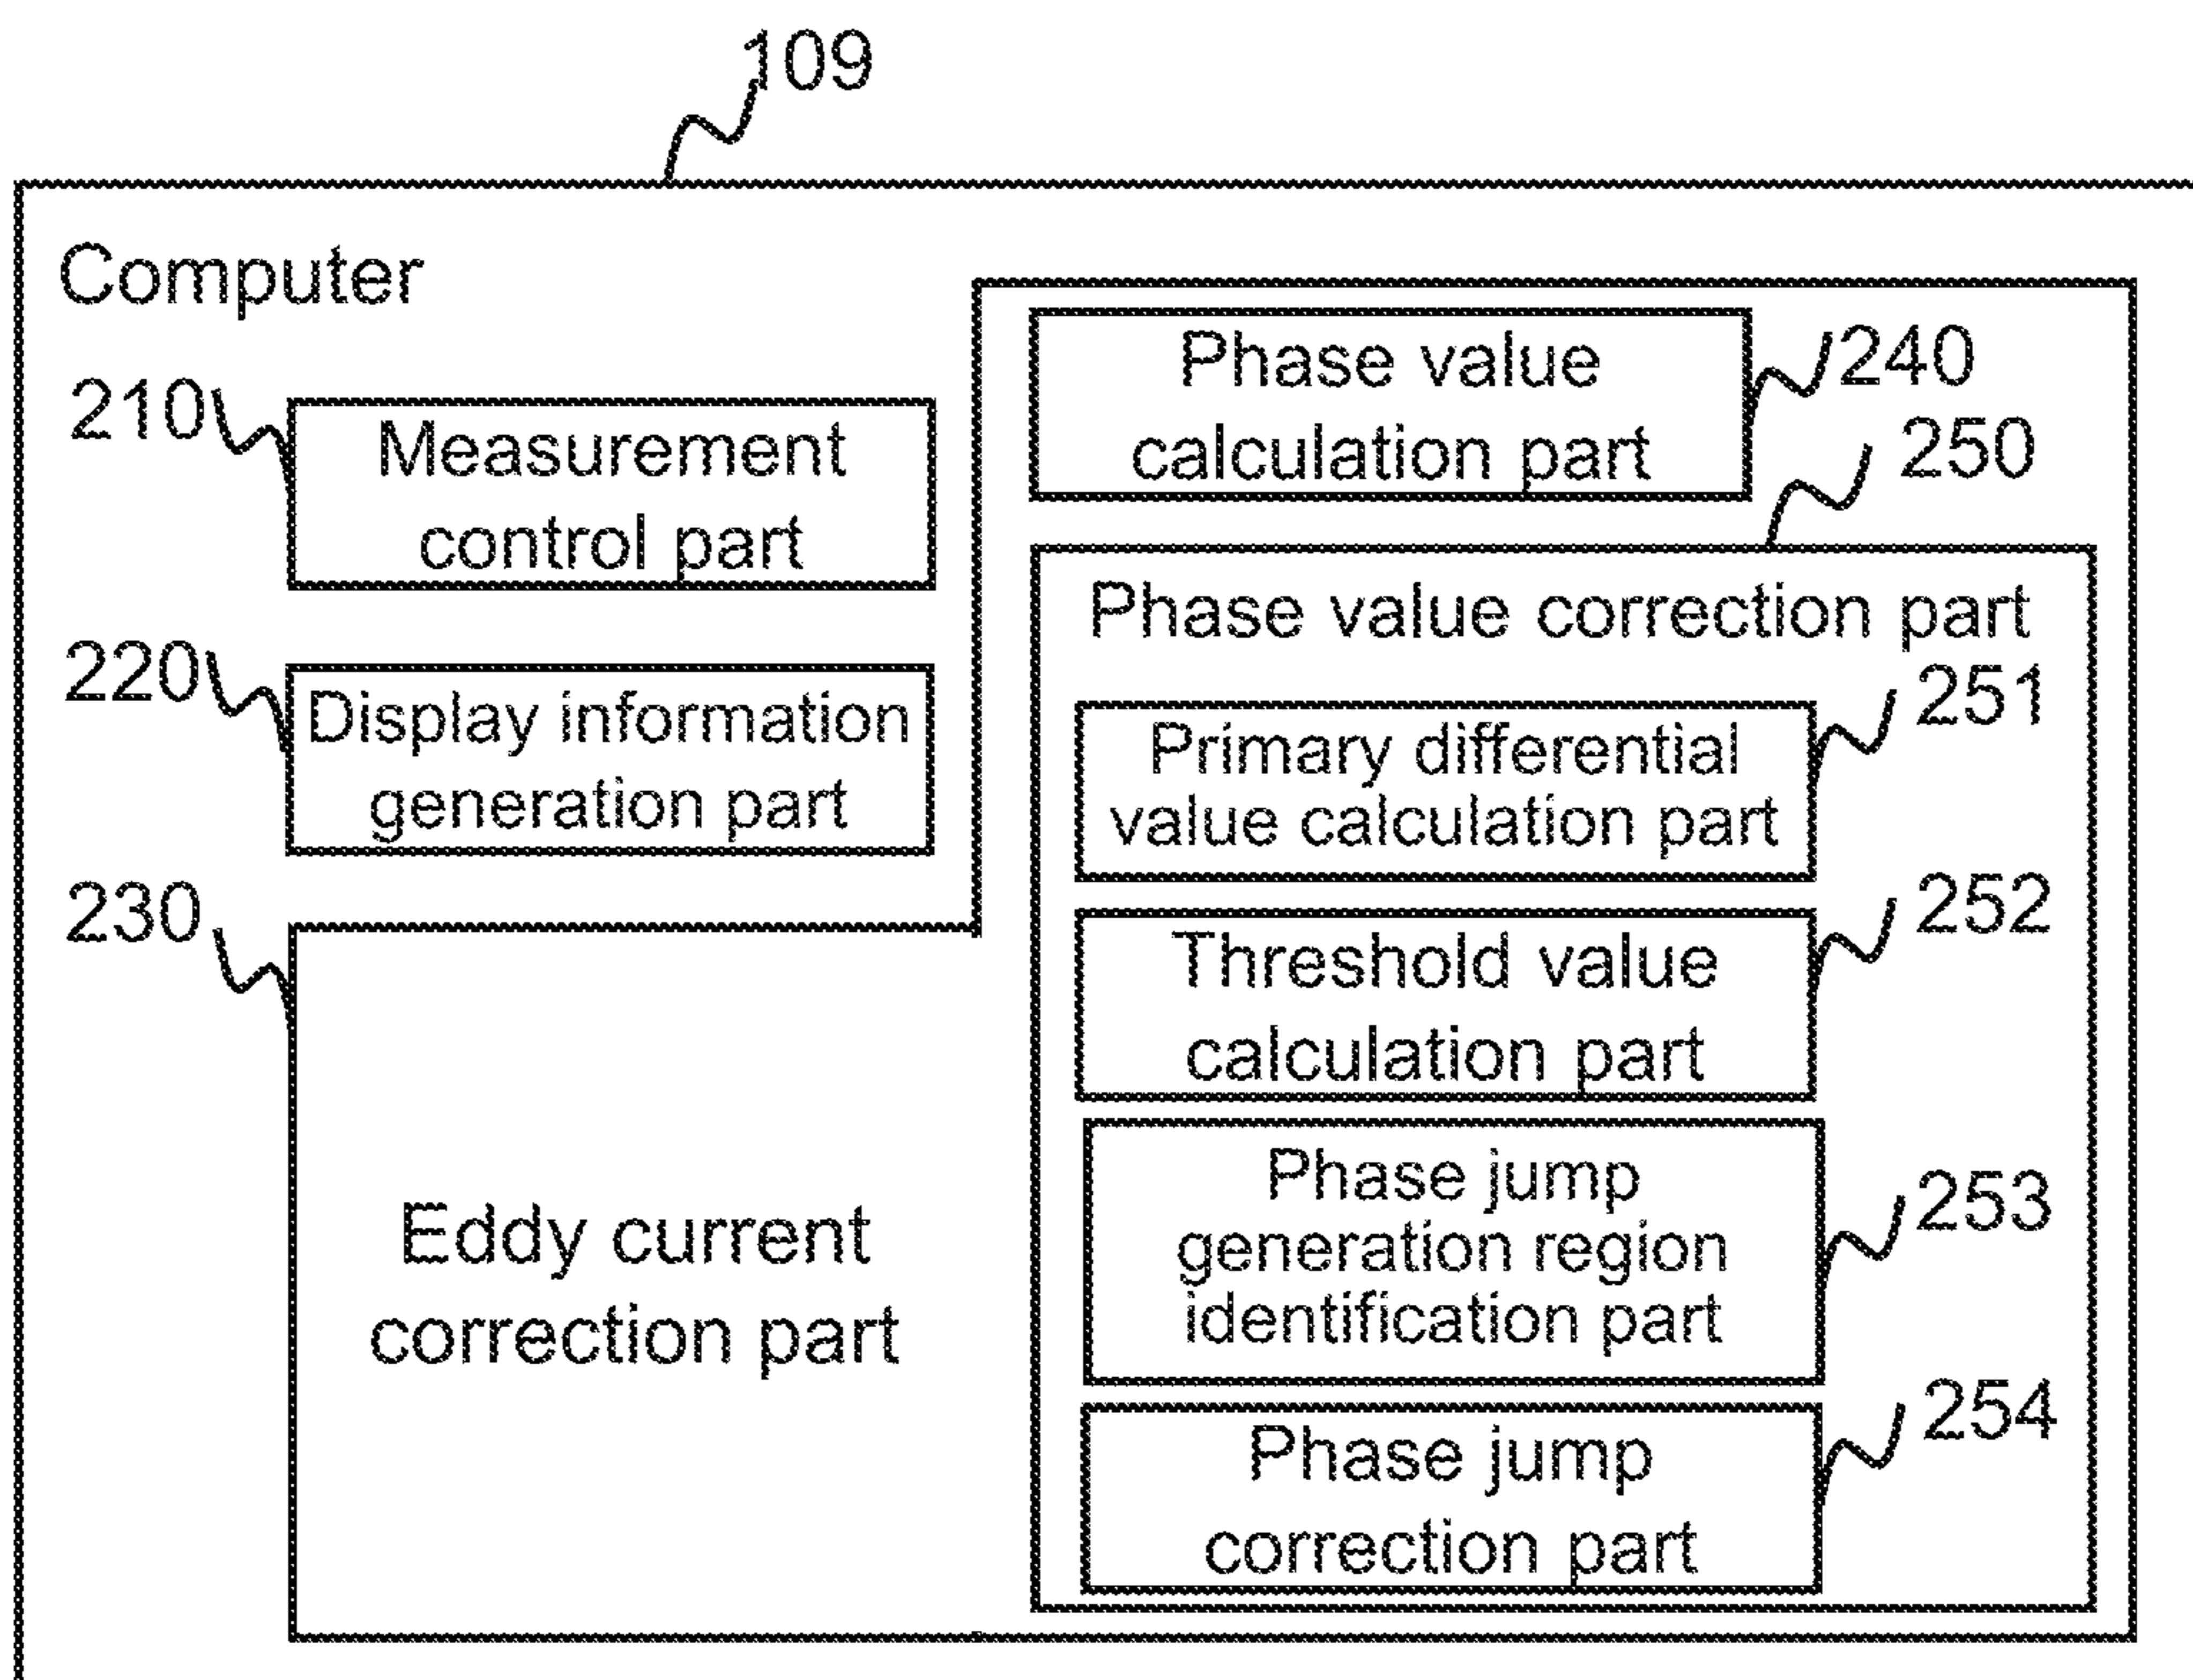 109
Computer
210
Measurement
control part
220
Display information
generation part
230
Eddy current
correction part
Phase value
calculation part
240
250
Phase value correction part
251
Primary differential
value calculation part
252
Threshold value
calculation part
253
Phase jump
generation region
identification part
254
Phase jump
correction part